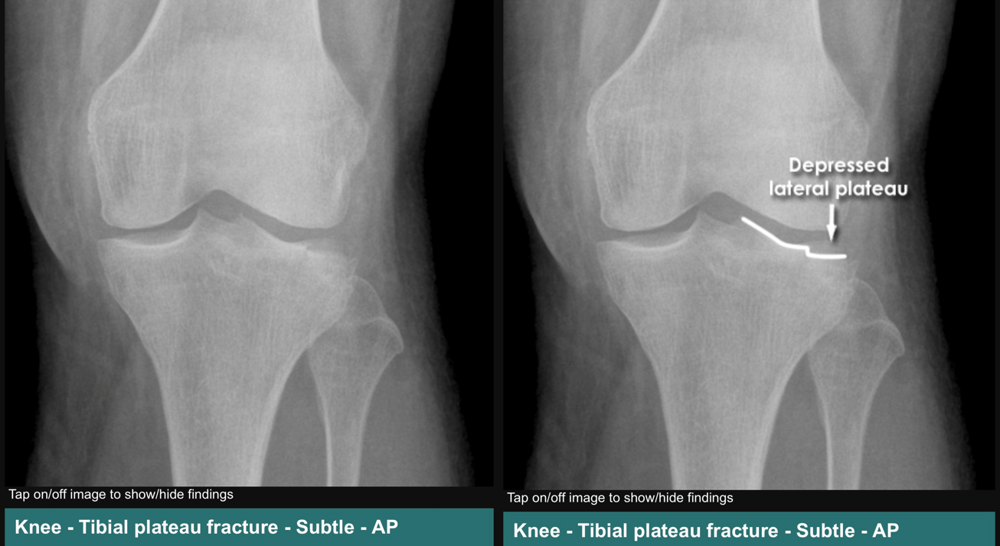 Tap on/off image to show/hide findings
Knee - Tibial plateau fracture - Subtle - AP
Depressed
lateral plateau
Tap on/off image to show/hide findings
Knee - Tibial plateau fracture - Subtle - AP